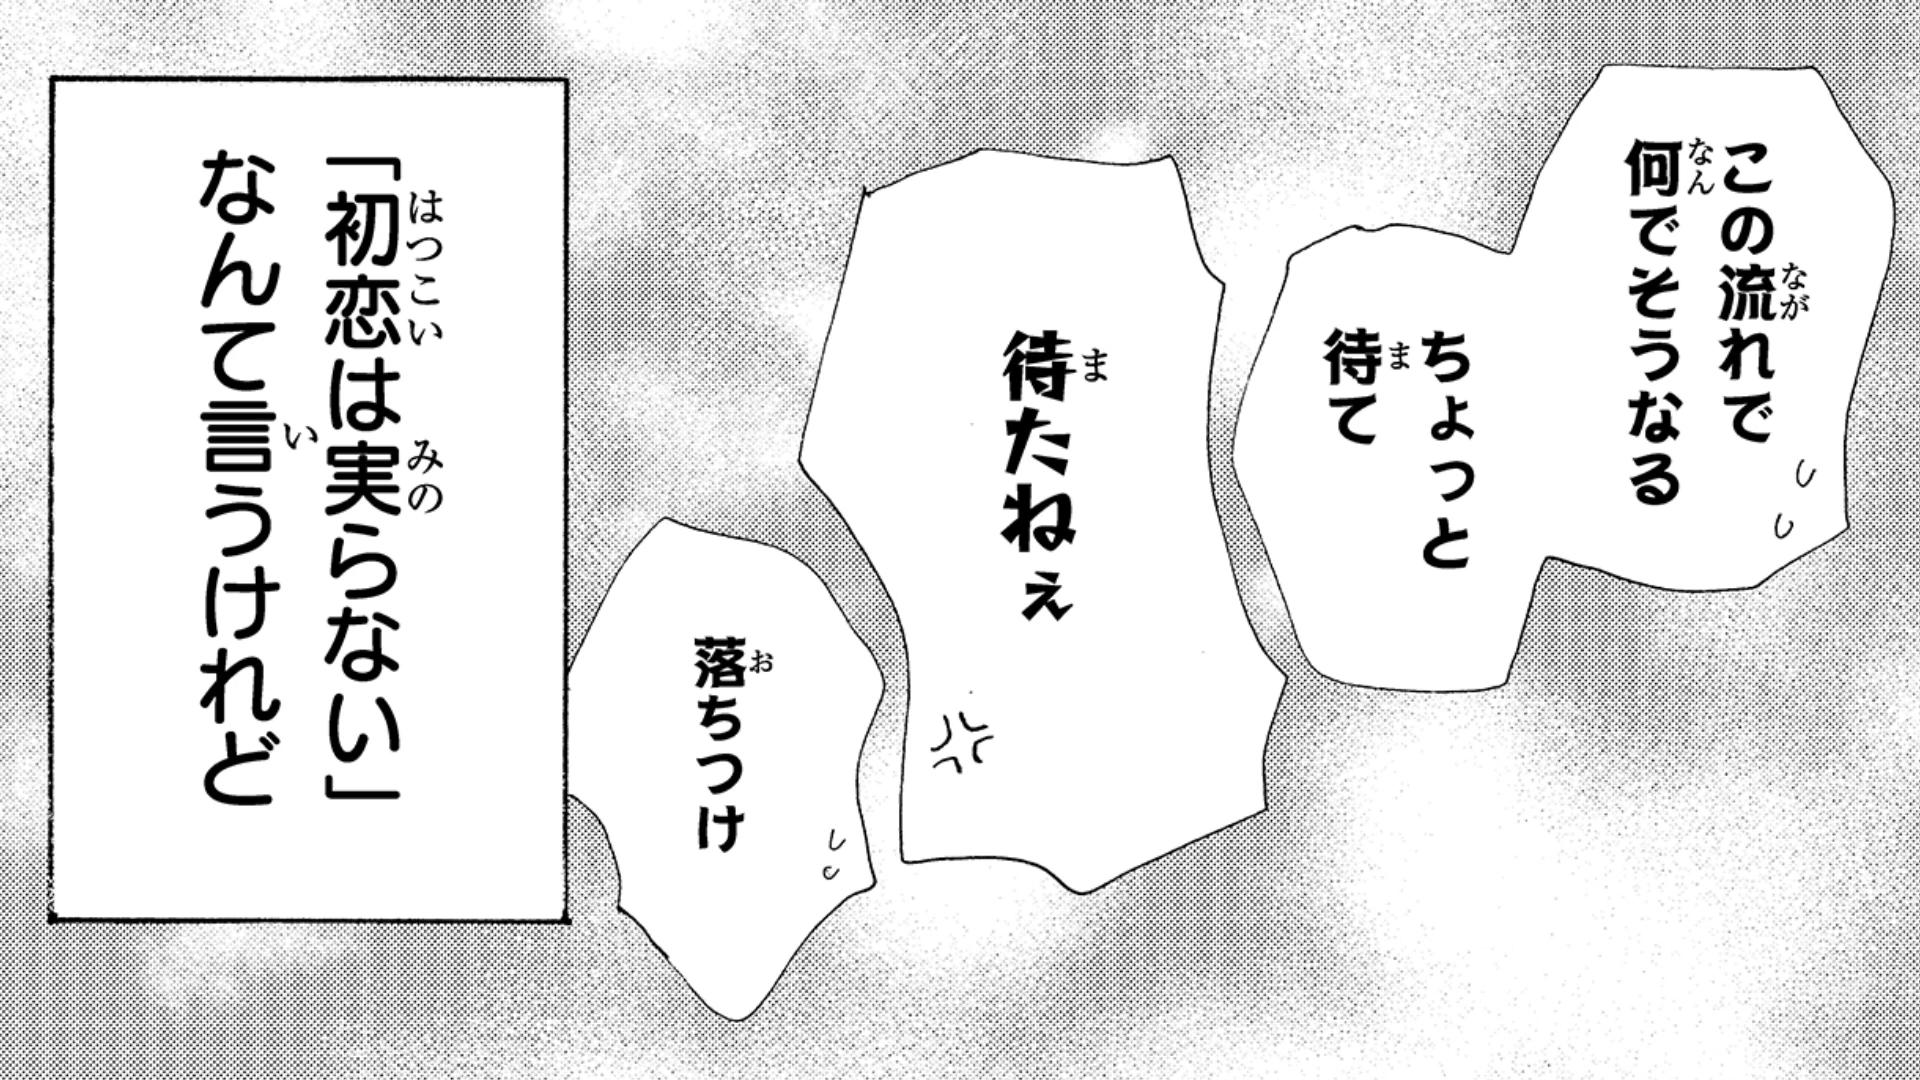 この流れで
何でそうなる
ちょっと
待て
待たねぇ
落ちつけ
「初恋は実らない」
なんて言うけれど